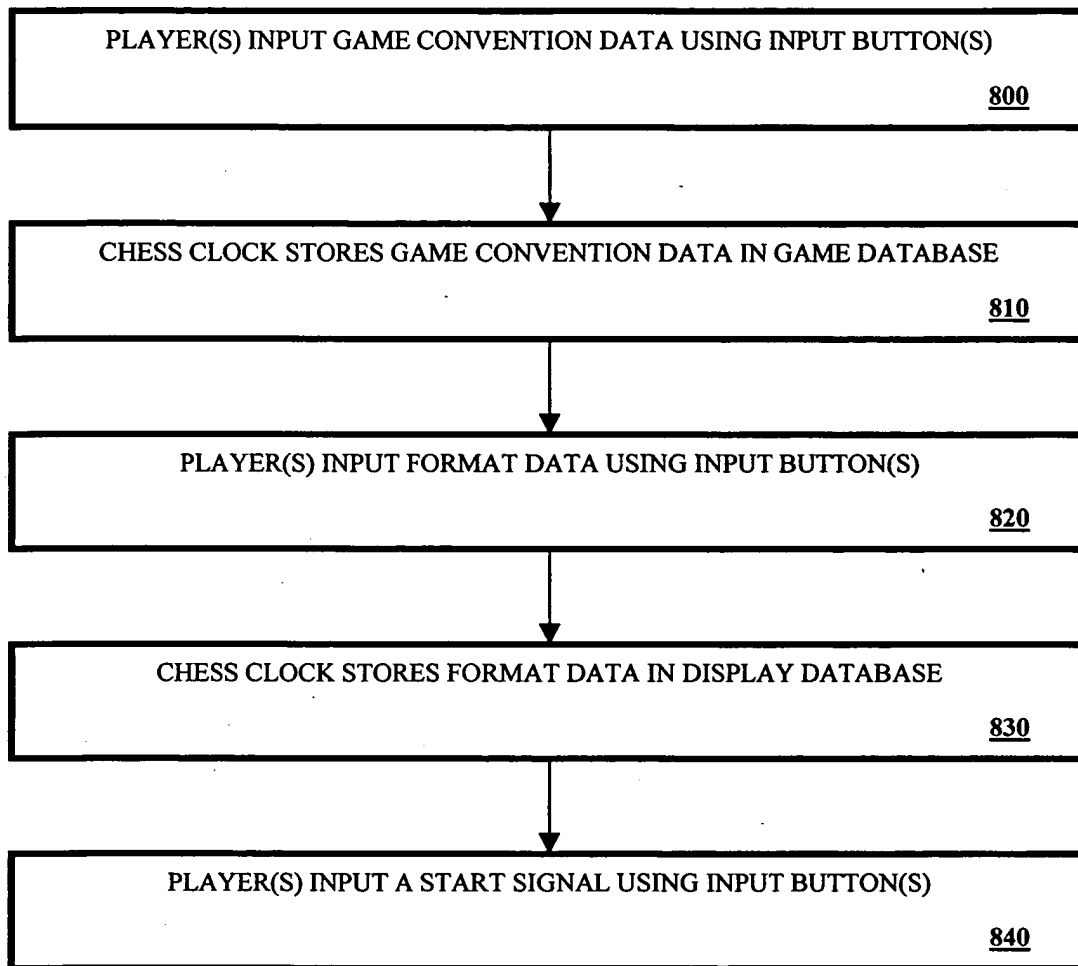 PLAYER(S) INPUT GAME CONVENTION DATA USING INPUT BUTTON(S)
800
CHESS CLOCK STORES GAME CONVENTION DATA IN GAME DATABASE
810
PLAYER(S) INPUT FORMAT DATA USING INPUT BUTTON(S)
820
CHESS CLOCK STORES FORMAT DATA IN DISPLAY DATABASE
830
PLAYER(S) INPUT A START SIGNAL USING INPUT BUTTON(S)
840